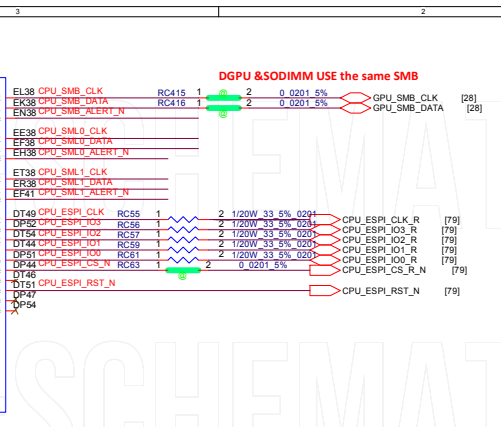 3 2
DGPU &SODIMM USE the same SMB
EL38 CPU_SMB_CLK RC415 1 @ 2 0_0201_5% GPU_SMB_CLK [28]
EK38 CPU_SMB_DATA RC416 1 @ 2 0_0201_5% GPU_SMB_DATA [28]
EN38 CPU_SMB_ALERT_N
EE38 CPU_SML0_CLK
EF38 CPU_SML0_DATA
EH38 CPU_SML0_ALERT_N
ET38 CPU_SML1_CLK
ER38 CPU_SML1_DATA
EF41 CPU_SML1_ALERT_N
DT49 CPU_ESPI_CLK RC55 1 2 1/20W_33_5%_0201 CPU_ESPI_CLK_R [79]
DP52 CPU_ESPI_IO3 RC56 1 2 1/20W_33_5%_0201 CPU_ESPI_IO3_R [79]
DT54 CPU_ESPI_IO2 RC57 1 2 1/20W_33_5%_0201 CPU_ESPI_IO2_R [79]
DT44 CPU_ESPI_IO1 RC59 1 2 1/20W_33_5%_0201 CPU_ESPI_IO1_R [79]
DP51 CPU_ESPI_IO0 RC61 1 2 1/20W_33_5%_0201 CPU_ESPI_IO0_R [79]
DP44 CPU_ESPI_CS_N RC63 1 @ 2 0_0201_5% CPU_ESPI_CS_R_N [79]
DT46
DT51 CPU_ESPI_RST_N CPU_ESPI_RST_N [79]
DP47
DP54
SCHEMAT
SCHEMAT